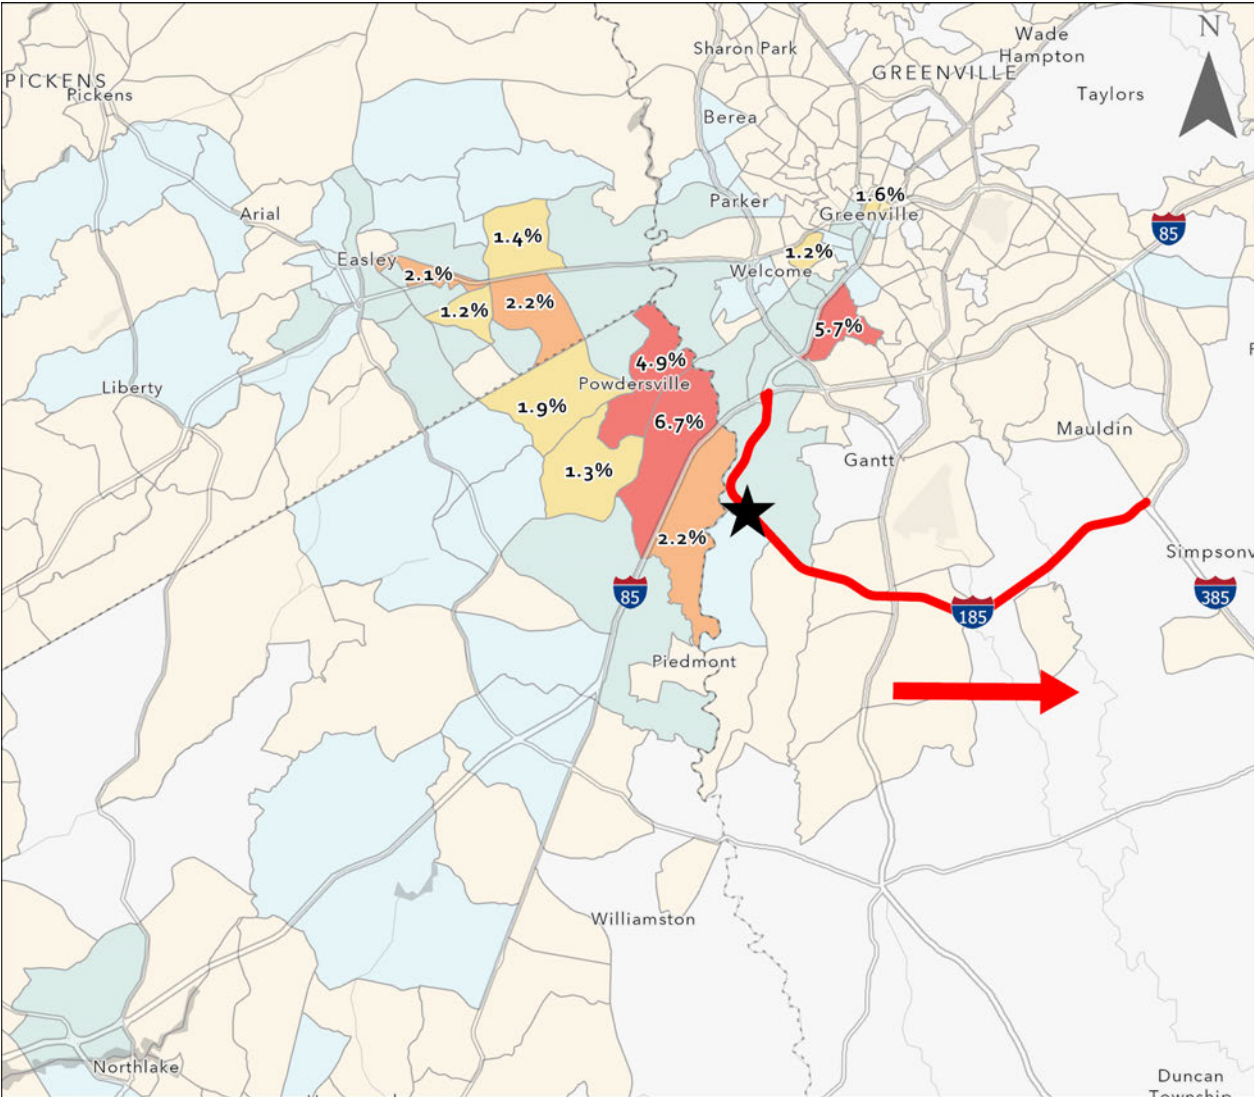 N
Wade
Hampton
Sharon Park
GREENVILLE
PICKENS
Pickens
Taylors
Berea
1.6%
Parker
Greenville
Arial
85
1.4%
1.2%
Easley
Welcome
2.1%
2.2%
1.2%
5.7%
4.9%
Powdersville
Liberty
1.9%
6.7%
Mauldin
Gantt
1.3%
2.2%
Simpsonv
85
385
185
Piedmont
Williamston
Northlake
Duncan